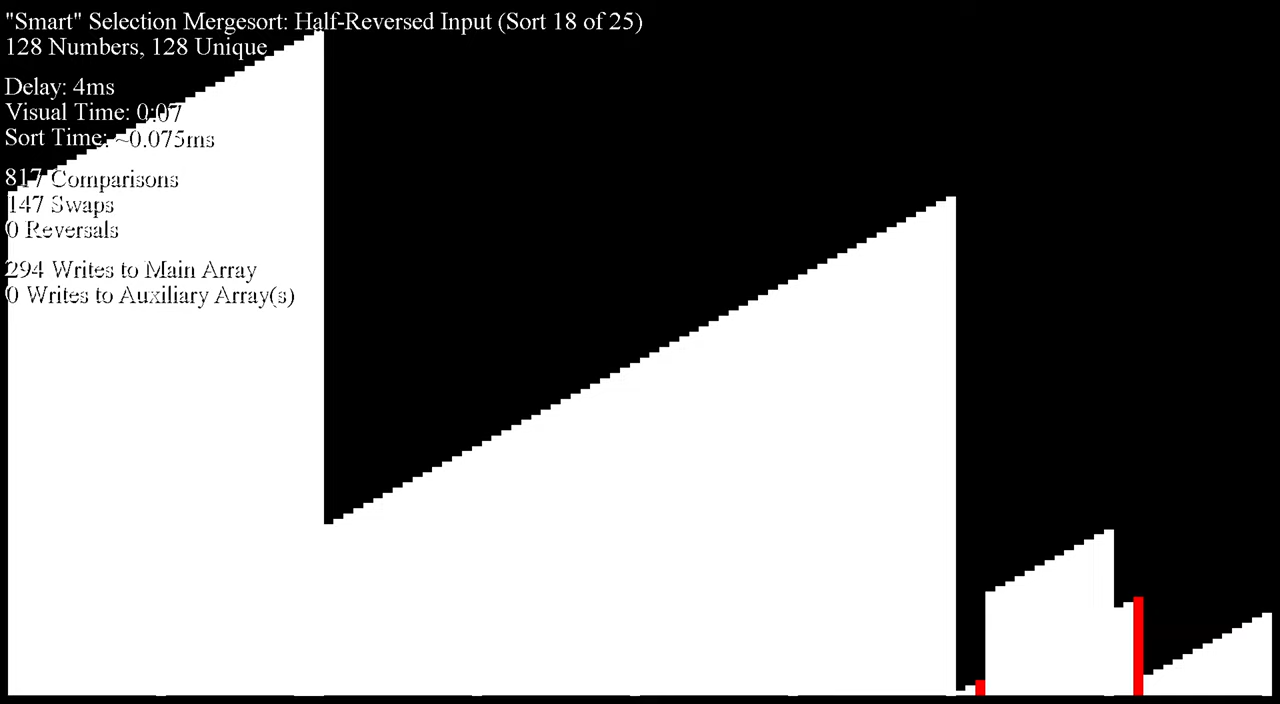 "Smart" Selection Mergesort: Half-Reversed Input (Sort 18 of 25)
128 Numbers, 128 Unique
Delay: 4ms
Visual Time: 0:07
Sort Time: ~0.075ms
817 Comparisons
147 Swaps
0 Reversals
294 Writes to Main Array
0 Writes to Auxiliary Array(s)